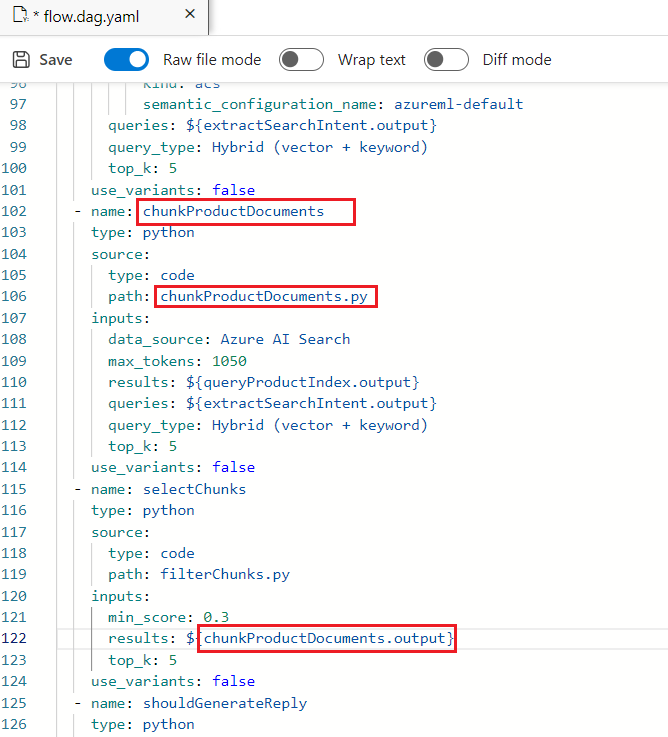 * flow.dag.yaml
Save Raw file mode Wrap text Diff mode
96 kind: acs
97 semantic_configuration_name: azureml-default
98 queries: ${extractSearchIntent.output}
99 query_type: Hybrid (vector + keyword)
100 top_k: 5
101 use_variants: false
102 - name: chunkProductDocuments
103 type: python
104 source:
105 type: code
106 path: chunkProductDocuments.py
107 inputs:
108 data_source: Azure AI Search
109 max_tokens: 1050
110 results: ${queryProductIndex.output}
111 queries: ${extractSearchIntent.output}
112 query_type: Hybrid (vector + keyword)
113 top_k: 5
114 use_variants: false
115 - name: selectChunks
116 type: python
117 source:
118 type: code
119 path: filterChunks.py
120 inputs:
121 min_score: 0.3
122 results: ${chunkProductDocuments.output}
123 top_k: 5
124 use_variants: false
125 - name: shouldGenerateReply
126 type: python